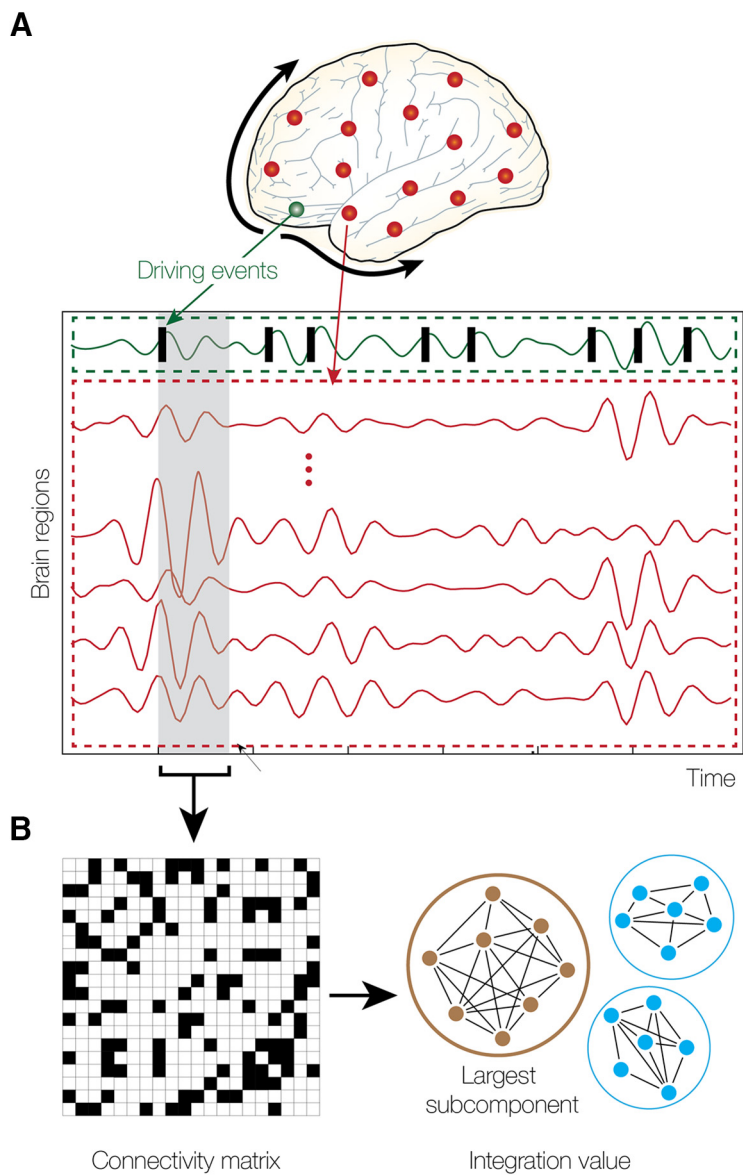 A
Driving events
Brain regions
Time
B
Largest
subcomponent
Connectivity matrix
Integration value